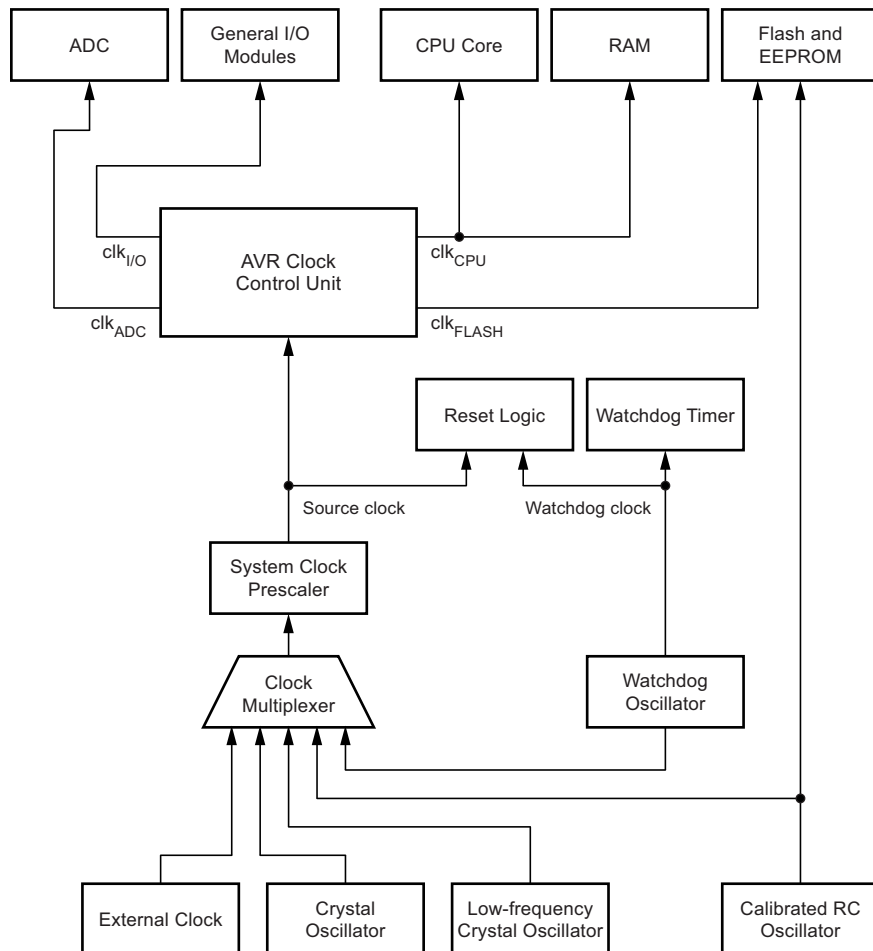 ADC
General I/O
Modules
CPU Core
RAM
Flash and
EEPROM
clkI/O
AVR Clock
Control Unit
clkCPU
clkADC
clkFLASH
Reset Logic
Watchdog Timer
Source clock
Watchdog clock
System Clock
Prescaler
Clock
Multiplexer
Watchdog
Oscillator
External Clock
Crystal
Oscillator
Low-frequency
Crystal Oscillator
Calibrated RC
Oscillator